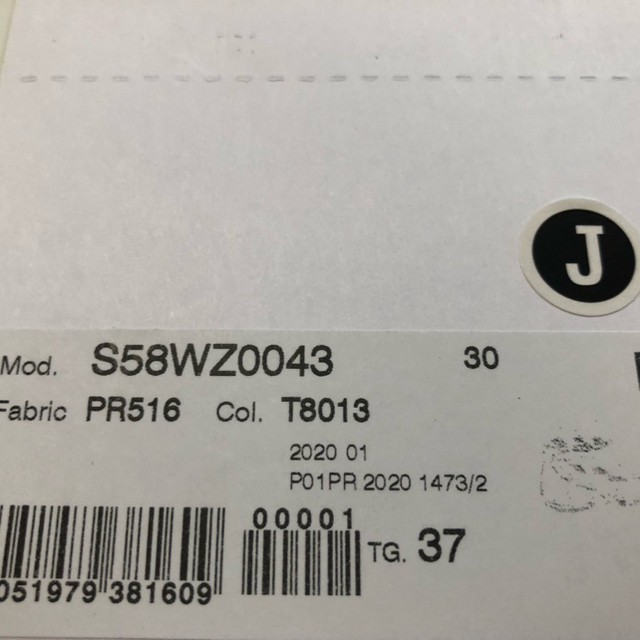 J
Mod. S58WZ0043 30
Fabric PR516 Col. T8013
2020 01
P01PR 2020 1473/2
00001
TG. 37
051979 381609